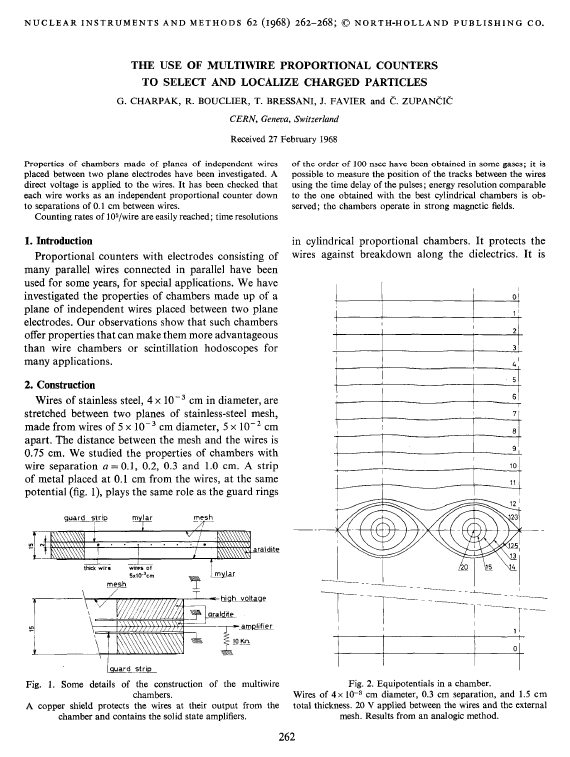 NUCLEAR INSTRUMENTS AND METHODS 62 (1968) 262–268; © NORTH-HOLLAND PUBLISHING CO.
THE USE OF MULTIWIRE PROPORTIONAL COUNTERS
TO SELECT AND LOCALIZE CHARGED PARTICLES
G. CHARPAK, R. BOUCLIER, T. BRESSANI, J. FAVIER and Č. ZUPANČIČ
CERN, Geneva, Switzerland
Received 27 February 1968
Properties of chambers made of planes of independent wires
placed between two plane electrodes have been investigated. A
direct voltage is applied to the wires. It has been checked that
each wire works as an independent proportional counter down
to separations of 0.1 cm between wires.
Counting rates of 10⁵/wire are easily reached; time resolutions
of the order of 100 nsec have been obtained in some gases; it is
possible to measure the position of the tracks between the wires
using the time delay of the pulses; energy resolution comparable
to the one obtained with the best cylindrical chambers is ob-
served; the chambers operate in strong magnetic fields.
1. Introduction
Proportional counters with electrodes consisting of
many parallel wires connected in parallel have been
used for some years, for special applications. We have
investigated the properties of chambers made up of a
plane of independent wires placed between two plane
electrodes. Our observations show that such chambers
offer properties that can make them more advantageous
than wire chambers or scintillation hodoscopes for
many applications.
2. Construction
Wires of stainless steel, 4 × 10⁻³ cm in diameter, are
stretched between two planes of stainless-steel mesh,
made from wires of 5 × 10⁻³ cm diameter, 5 × 10⁻² cm
apart. The distance between the mesh and the wires is
0.75 cm. We studied the properties of chambers with
wire separation a = 0.1, 0.2, 0.3 and 1.0 cm. A strip
of metal placed at 0.1 cm from the wires, at the same
potential (fig. 1), plays the same role as the guard rings
guard strip mylar mesh
15
araldite
thick wire
wires of
5x10⁻³cm
mylar
mesh
high voltage
araldite
amplifier
15
10 Kn
guard strip
Fig. 1. Some details of the construction of the multiwire
chambers.
A copper shield protects the wires at their output from the
chamber and contains the solid state amplifiers.
in cylindrical proportional chambers. It protects the
wires against breakdown along the dielectrics. It is
0
1
2
3
4
5
6
7
8
9
10
11
12
12.5
13
20 15 14
1
0
Fig. 2. Equipotentials in a chamber.
Wires of 4 × 10⁻³ cm diameter, 0.3 cm separation, and 1.5 cm
total thickness. 20 V applied between the wires and the external
mesh. Results from an analogic method.
262